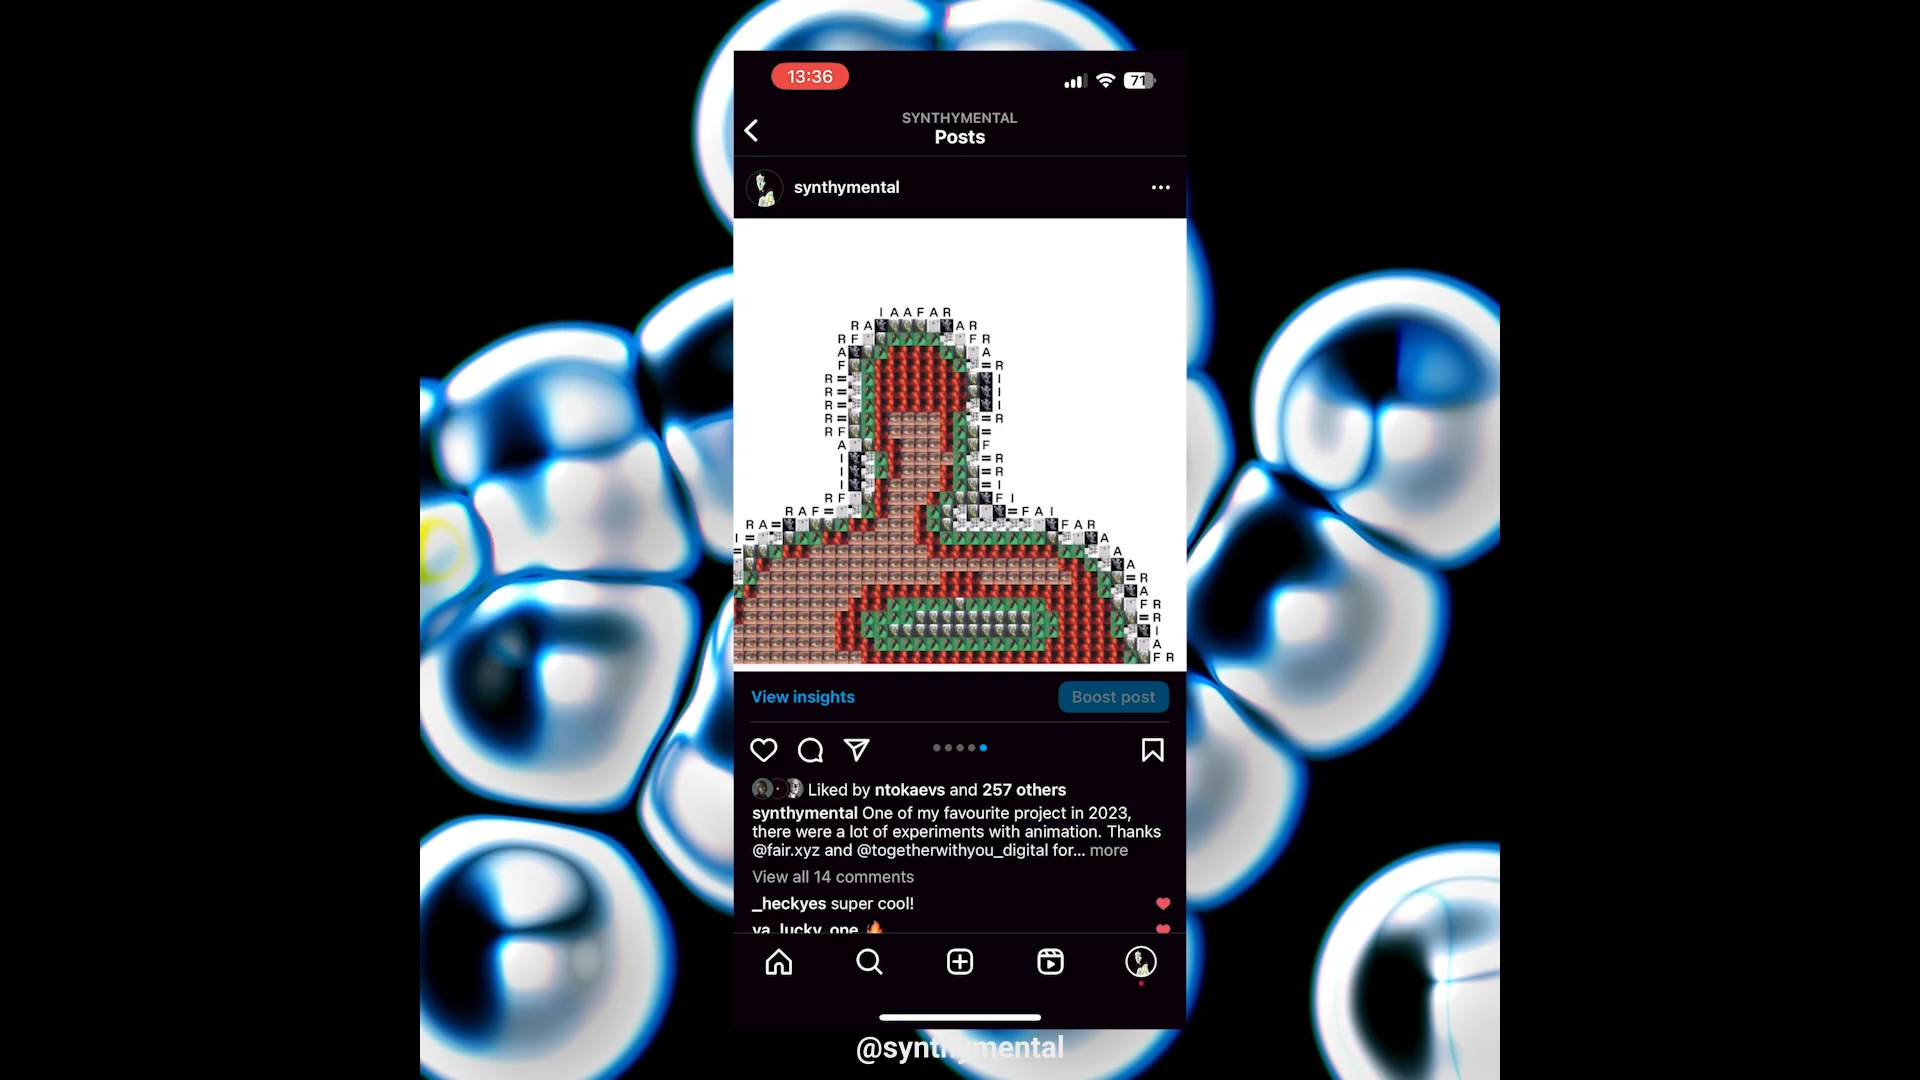 13:36
71
SYNTHYMENTAL
Posts
synthymental
I A A F A R
R A A R
R F F R
A A
F = R
R = I
R = I
R = I
R = = R
R F =
A F
I = R
I = R
I = I
R F F I
R A F = = F A I
R A = F A R
I = A
= A
A
= R
A
F R
= R
I
A
F R
View insights
Boost post
Liked by ntokaevs and 257 others
synthymental One of my favourite project in 2023,
there were a lot of experiments with animation. Thanks
@fair.xyz and @togetherwithyou_digital for... more
View all 14 comments
_heckyes super cool!
ya_lucky_one 🔥
@synthymental